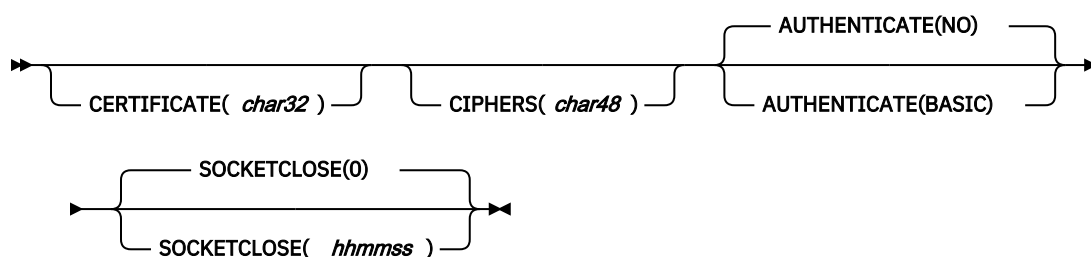 AUTHENTICATE(NO)
CERTIFICATE( char32 ) CIPHERS( char48 ) AUTHENTICATE(BASIC)
SOCKETCLOSE(0)
SOCKETCLOSE( hhmmss )